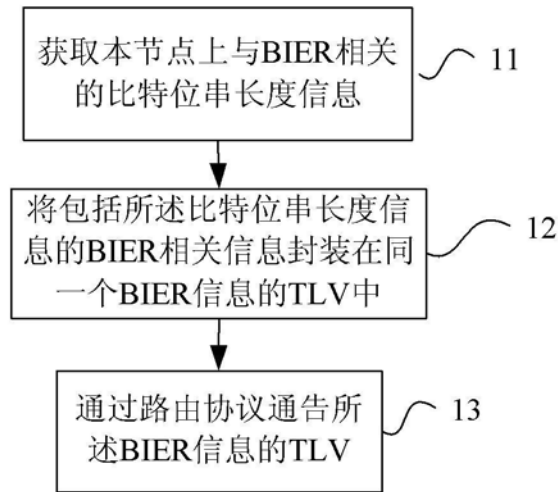 获取本节点上与BIER相关
的比特位串长度信息
11
将包括所述比特位串长度信
息的BIER相关信息封装在同
一个BIER信息的TLV中
12
通过路由协议通告所
述BIER信息的TLV
13